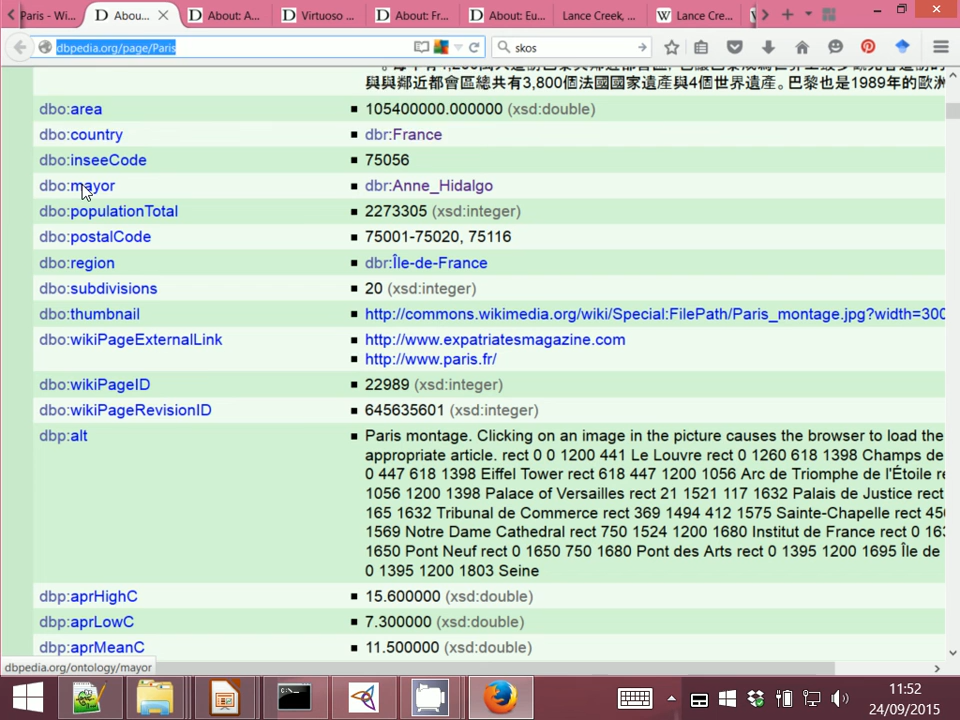 Paris - Wi...
Abou...
About: A...
Virtuoso ...
About: Fr...
About: Eu...
Lance Creek, ...
Lance Cre...
dbpedia.org/page/Paris
skos
與與鄰近都會區總共有3,800個法國國家遺產與4個世界遺產。巴黎也是1989年的歐洲
dbo:area
105400000.000000 (xsd:double)
dbo:country
dbr:France
dbo:inseeCode
75056
dbo:mayor
dbr:Anne_Hidalgo
dbo:populationTotal
2273305 (xsd:integer)
dbo:postalCode
75001-75020, 75116
dbo:region
dbr:Île-de-France
dbo:subdivisions
20 (xsd:integer)
dbo:thumbnail
http://commons.wikimedia.org/wiki/Special:FilePath/Paris_montage.jpg?width=300
dbo:wikiPageExternalLink
http://www.expatriatesmagazine.com
http://www.paris.fr/
dbo:wikiPageID
22989 (xsd:integer)
dbo:wikiPageRevisionID
645635601 (xsd:integer)
dbp:alt
Paris montage. Clicking on an image in the picture causes the browser to load the
appropriate article. rect 0 0 1200 441 Le Louvre rect 0 1260 618 1398 Champs de
0 447 618 1398 Eiffel Tower rect 618 447 1200 1056 Arc de Triomphe de l'Étoile re
1056 1200 1398 Palace of Versailles rect 21 1521 117 1632 Palais de Justice rect
165 1632 Tribunal de Commerce rect 369 1494 412 1575 Sainte-Chapelle rect 456
1569 Notre Dame Cathedral rect 750 1524 1200 1680 Institut de France rect 0 163
1650 Pont Neuf rect 0 1650 750 1680 Pont des Arts rect 0 1395 1200 1695 Île de
0 1395 1200 1803 Seine
dbp:aprHighC
15.600000 (xsd:double)
dbp:aprLowC
7.300000 (xsd:double)
dbp:aprMeanC
11.500000 (xsd:double)
dbpedia.org/ontology/mayor
11:52
24/09/2015